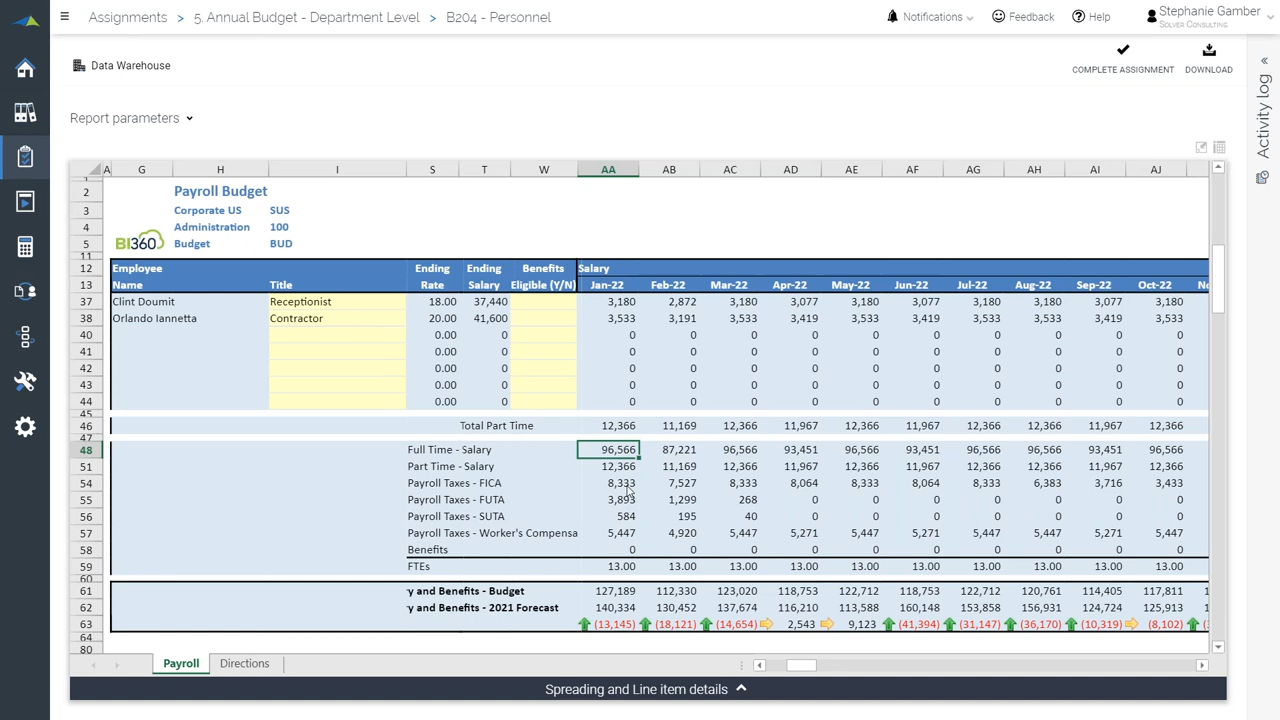 Assignments > 5. Annual Budget - Department Level > B204 - Personnel
Notifications
Feedback
Help
Stephanie Gamber
SOLVER CONSULTING
Data Warehouse
COMPLETE ASSIGNMENT
DOWNLOAD
Activity log
Report parameters
A G H I S T W AA AB AC AD AE AF AG AH AI AJ
2 Payroll Budget
3 Corporate US SUS
4 Administration 100
5 BI360 Budget BUD
11
12 Employee Ending Ending Benefits Salary
13 Name Title Rate Salary Eligible (Y/N) Jan-22 Feb-22 Mar-22 Apr-22 May-22 Jun-22 Jul-22 Aug-22 Sep-22 Oct-22 No
37 Clint Doumit Receptionist 18.00 37,440 3,180 2,872 3,180 3,077 3,180 3,077 3,180 3,180 3,077 3,180
38 Orlando Iannetta Contractor 20.00 41,600 3,533 3,191 3,533 3,419 3,533 3,419 3,533 3,533 3,419 3,533
40 0.00 0 0 0 0 0 0 0 0 0 0 0
41 0.00 0 0 0 0 0 0 0 0 0 0 0
42 0.00 0 0 0 0 0 0 0 0 0 0 0
43 0.00 0 0 0 0 0 0 0 0 0 0 0
44 0.00 0 0 0 0 0 0 0 0 0 0 0
45
46 Total Part Time 12,366 11,169 12,366 11,967 12,366 11,967 12,366 12,366 11,967 12,366
47
48 Full Time - Salary 96,566 87,221 96,566 93,451 96,566 93,451 96,566 96,566 93,451 96,566
51 Part Time - Salary 12,366 11,169 12,366 11,967 12,366 11,967 12,366 12,366 11,967 12,366
54 Payroll Taxes - FICA 8,333 7,527 8,333 8,064 8,333 8,064 8,333 6,383 3,716 3,433
55 Payroll Taxes - FUTA 3,893 1,299 268 0 0 0 0 0 0 0
56 Payroll Taxes - SUTA 584 195 40 0 0 0 0 0 0 0
57 Payroll Taxes - Worker's Compensa 5,447 4,920 5,447 5,271 5,447 5,271 5,447 5,447 5,271 5,447
58 Benefits 0 0 0 0 0 0 0 0 0 0
59 FTEs 13.00 13.00 13.00 13.00 13.00 13.00 13.00 13.00 13.00 13.00
60
61 y and Benefits - Budget 127,189 112,330 123,020 118,753 122,712 118,753 122,712 120,761 114,405 117,811
62 y and Benefits - 2021 Forecast 140,334 130,452 137,674 116,210 113,588 160,148 153,858 156,931 124,724 125,913
63 (13,145) (18,121) (14,654) 2,543 9,123 (41,394) (31,147) (36,170) (10,319) (8,102)
64
80
Payroll Directions
Spreading and Line item details